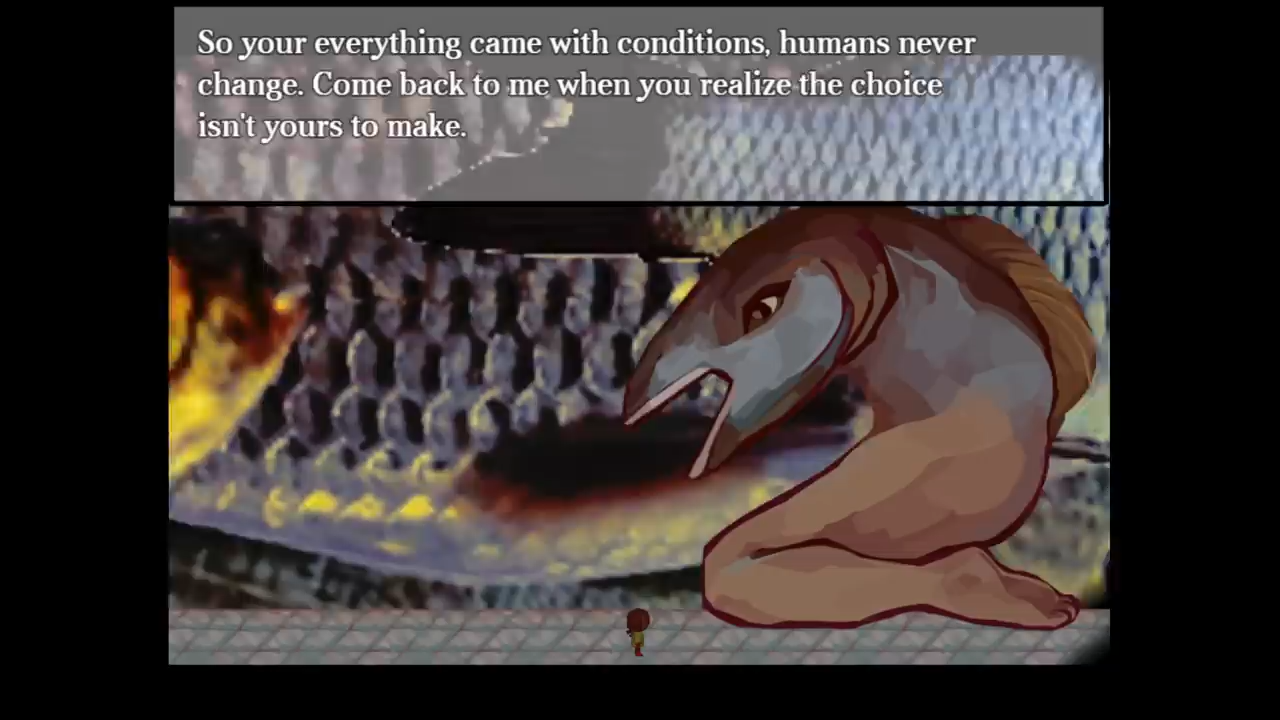 So your everything came with conditions, humans never
change. Come back to me when you realize the choice
isn't yours to make.